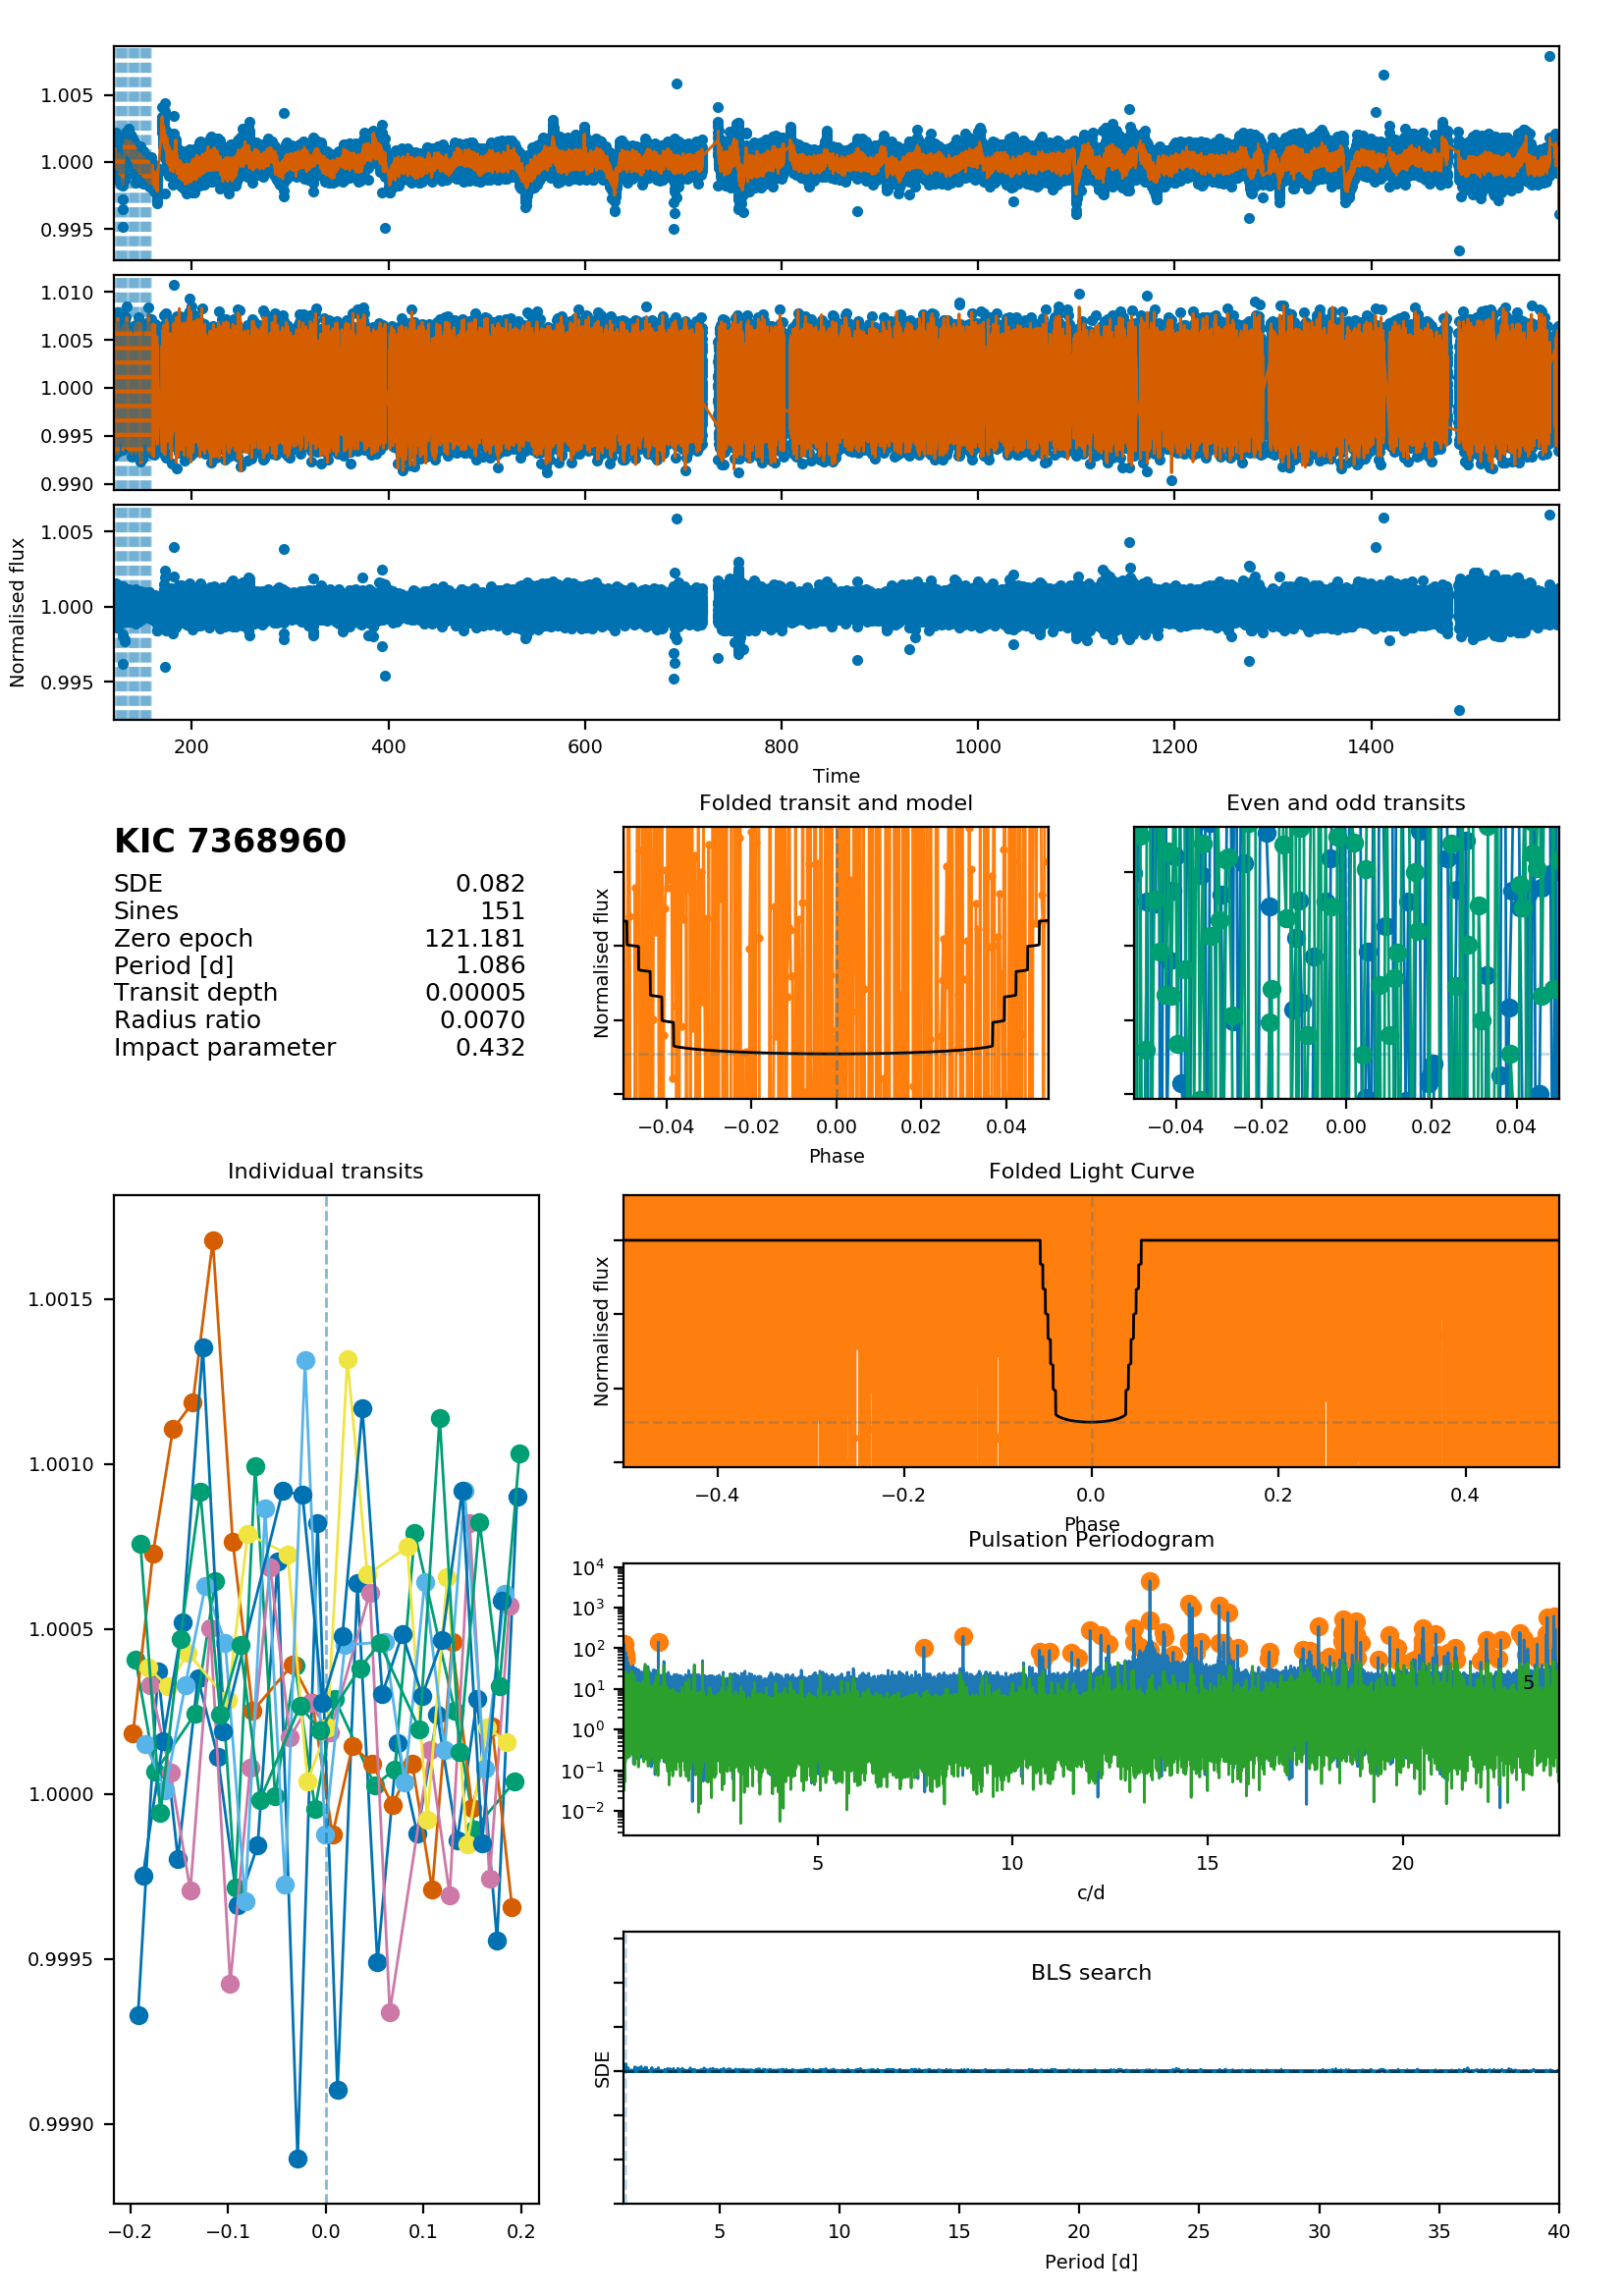 1.005
1.000
0.995
1.010
1.005
1.000
0.995
0.990
1.005
1.000
0.995
Normalised flux
200 400 600 800 1000 1200 1400
Time
KIC 7368960
SDE 0.082
Sines 151
Zero epoch 121.181
Period [d] 1.086
Transit depth 0.00005
Radius ratio 0.0070
Impact parameter 0.432
Folded transit and model
Normalised flux
−0.04 −0.02 0.00 0.02 0.04
Phase
Even and odd transits
−0.04 −0.02 0.00 0.02 0.04
Individual transits
1.0015
1.0010
1.0005
1.0000
0.9995
0.9990
−0.2 −0.1 0.0 0.1 0.2
Folded Light Curve
Normalised flux
−0.4 −0.2 0.0 0.2 0.4
Phase
Pulsation Periodogram
10⁴
10³
10²
10¹
10⁰
10⁻¹
10⁻²
5
5 10 15 20
c/d
BLS search
SDE
5 10 15 20 25 30 35 40
Period [d]